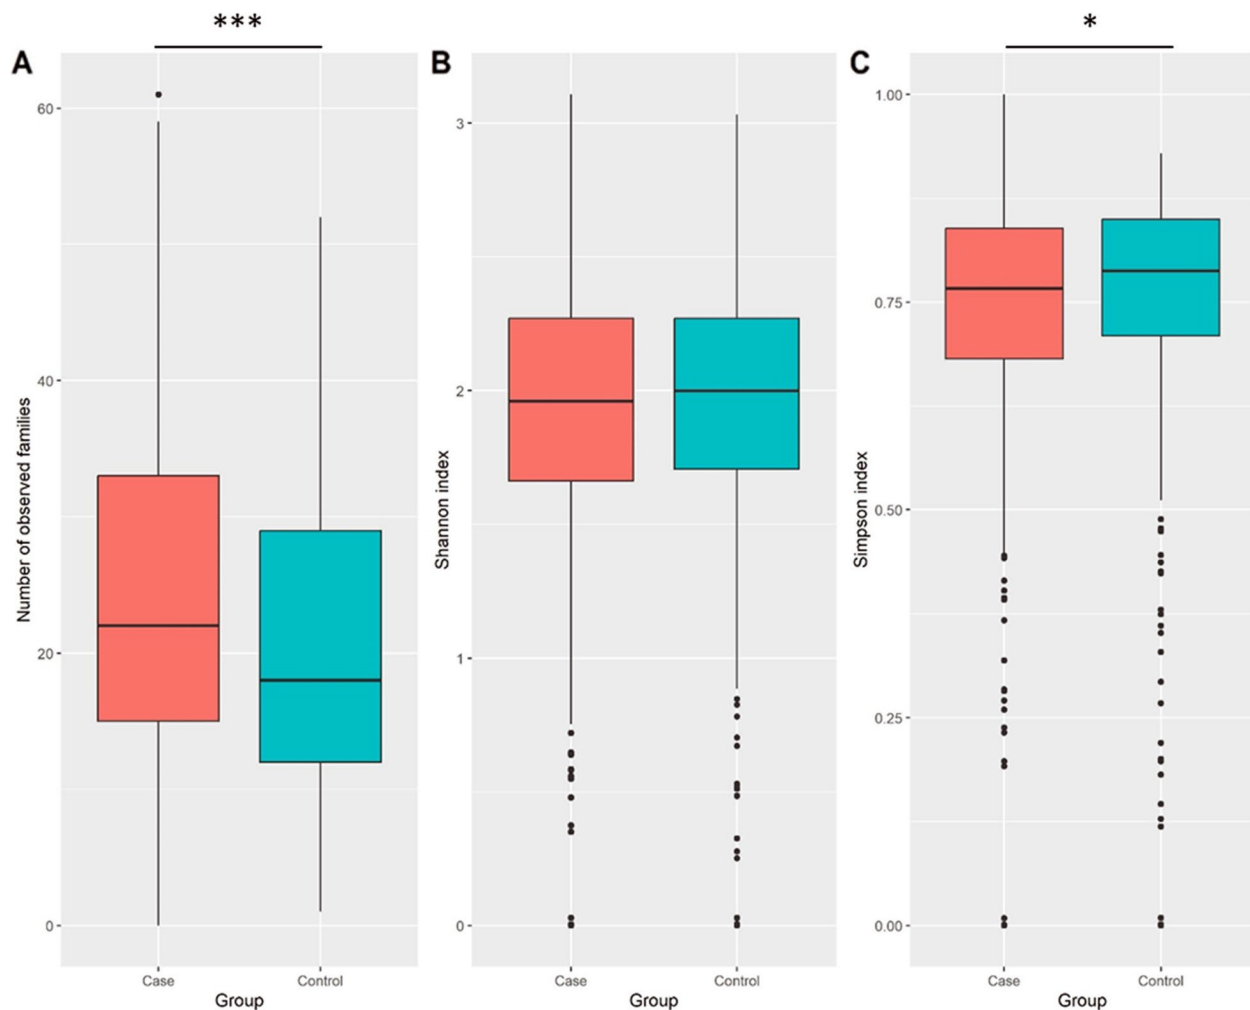 ***
*
A
B
C
Number of observed families
60
40
20
0
Case
Control
Group
Shannon index
3
2
1
0
Case
Control
Group
Simpson index
1.00
0.75
0.50
0.25
0.00
Case
Control
Group